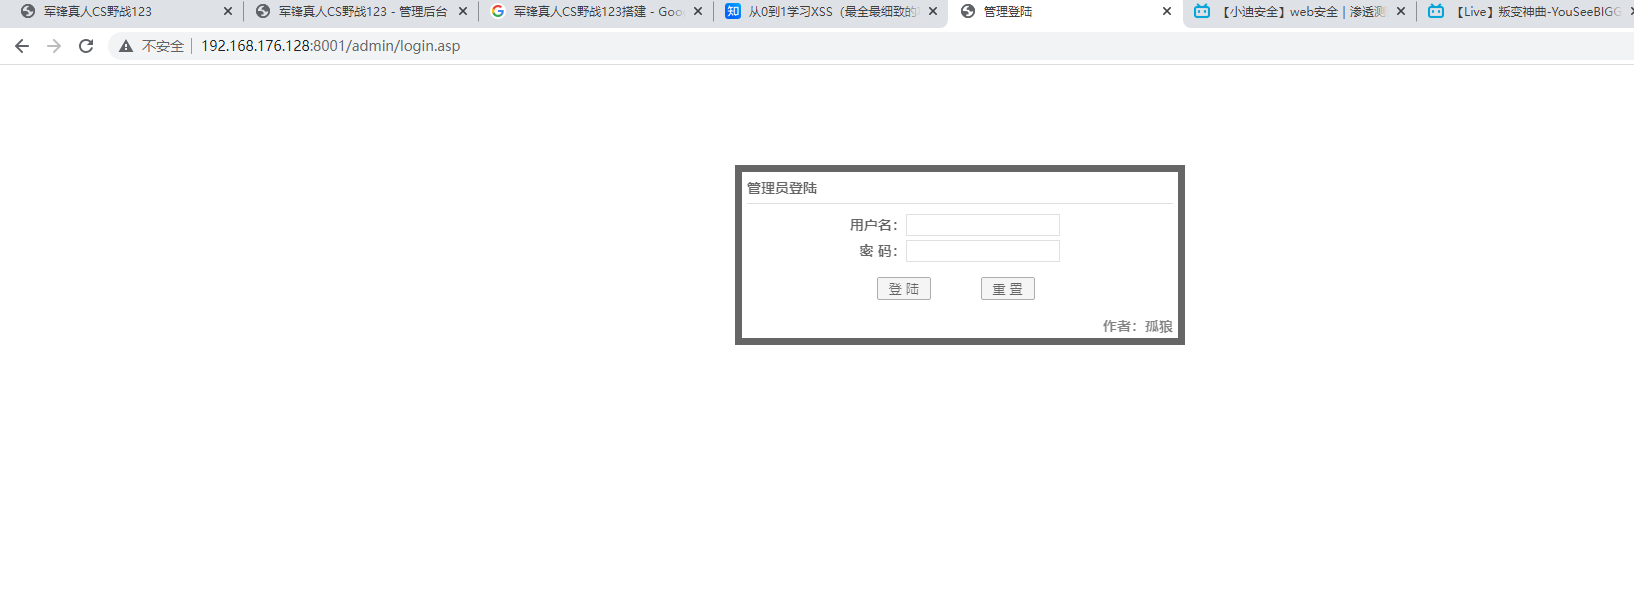 军锋真人CS野战123
军锋真人CS野战123 - 管理后台
军锋真人CS野战123搭建 - Goo
知 从0到1学习XSS（最全最细致的
管理登陆
【小迪安全】web安全 | 渗透测
【Live】叛变神曲-YouSeeBIGG
不安全 192.168.176.128:8001/admin/login.asp
管理员登陆
用户名：
密 码：
登 陆 重 置
作者：孤狼